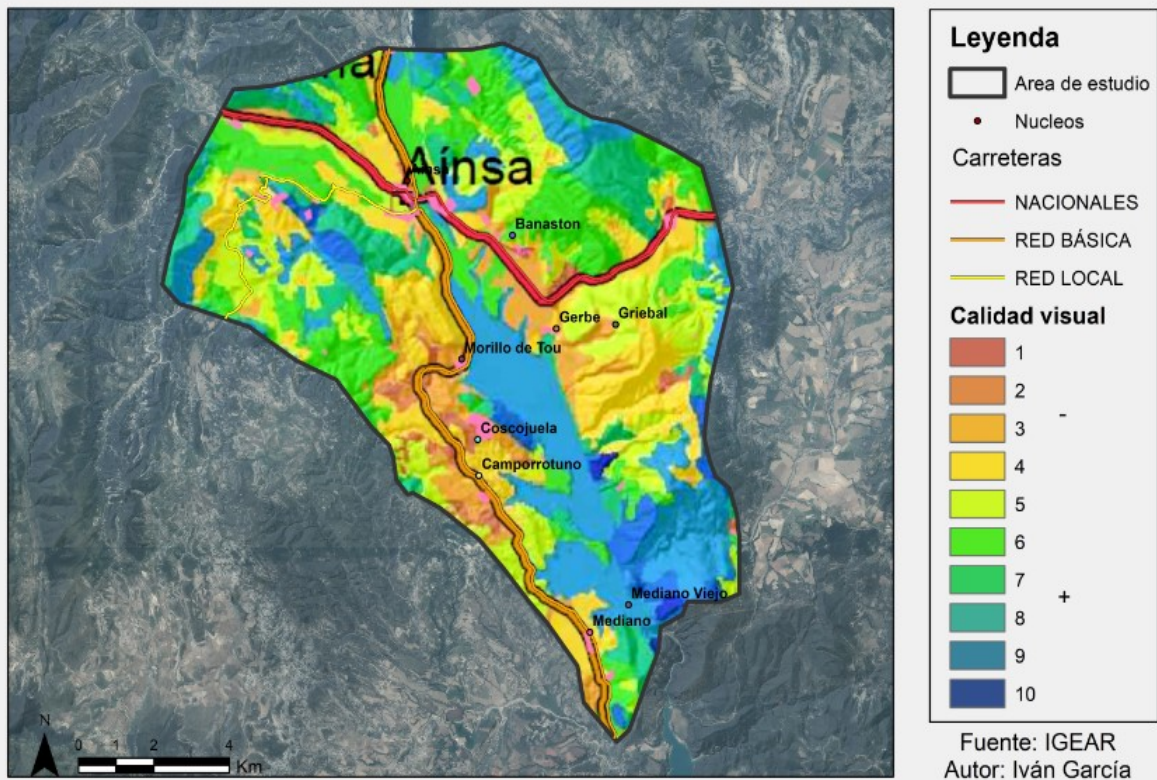 na
Aínsa
Aínsa
Banaston
Gerbe
Griebal
Morillo de Tou
Coscojuela
Camporrotuno
Mediano Viejo
Mediano
N
0 1 2 4
Km
Leyenda
Area de estudio
Nucleos
Carreteras
NACIONALES
RED BÁSICA
RED LOCAL
Calidad visual
1
2
3
-
4
5
6
7
+
8
9
10
Fuente: IGEAR
Autor: Iván García